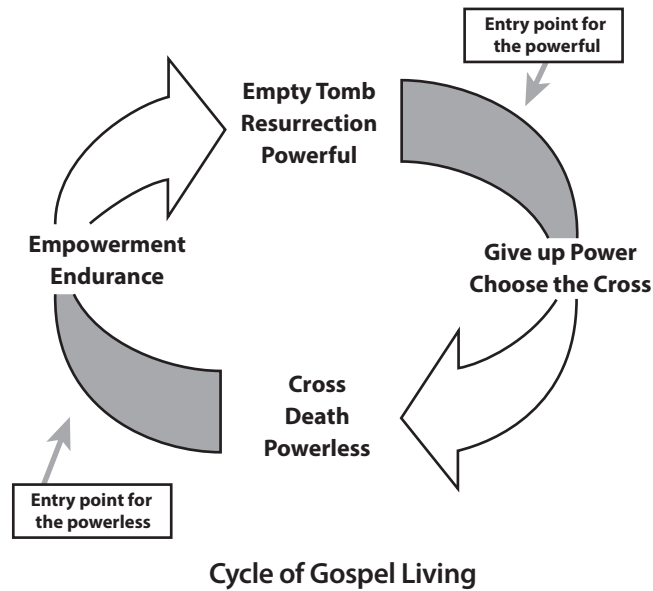 Entry point for
the powerful
Empty Tomb
Resurrection
Powerful
Give up Power
Choose the Cross
Empowerment
Endurance
Cross
Death
Powerless
Entry point for
the powerless
Cycle of Gospel Living